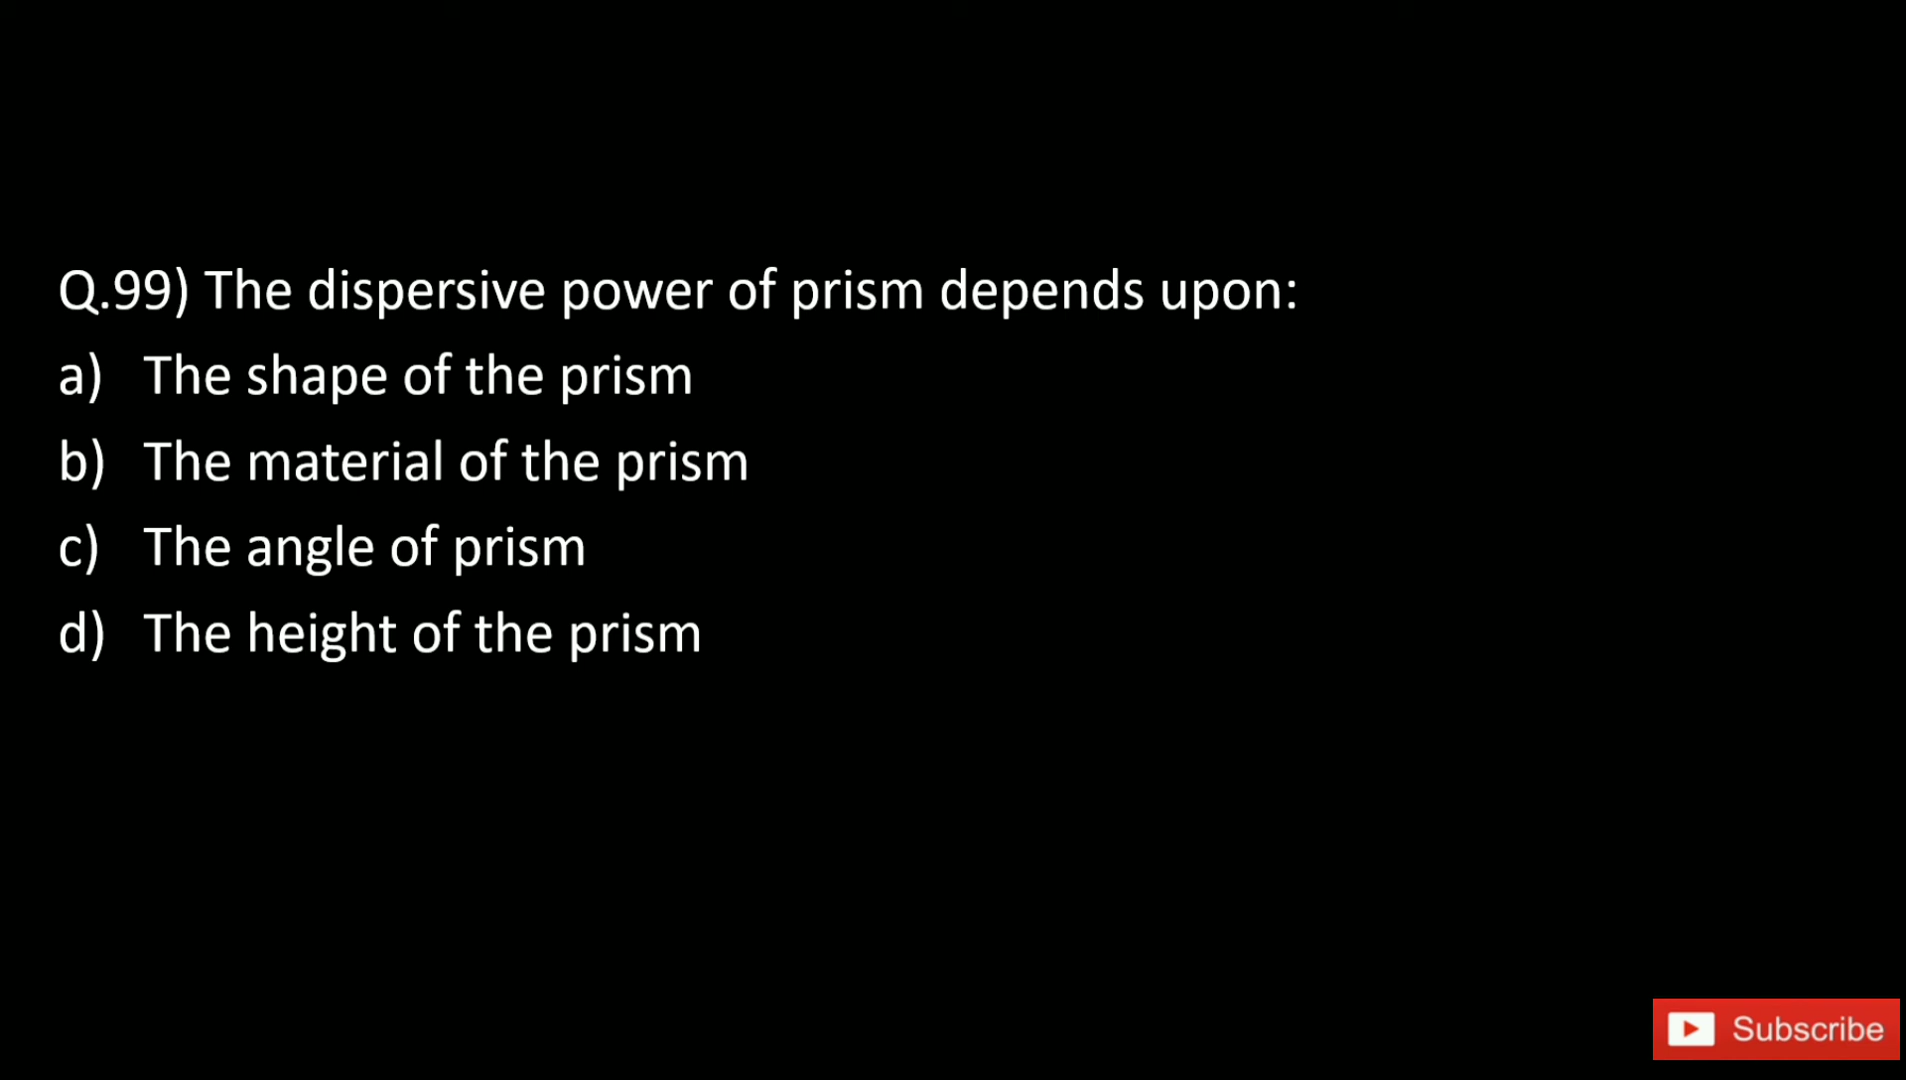 Q.99) The dispersive power of prism depends upon:
a) The shape of the prism
b) The material of the prism
c) The angle of prism
d) The height of the prism
Subscribe